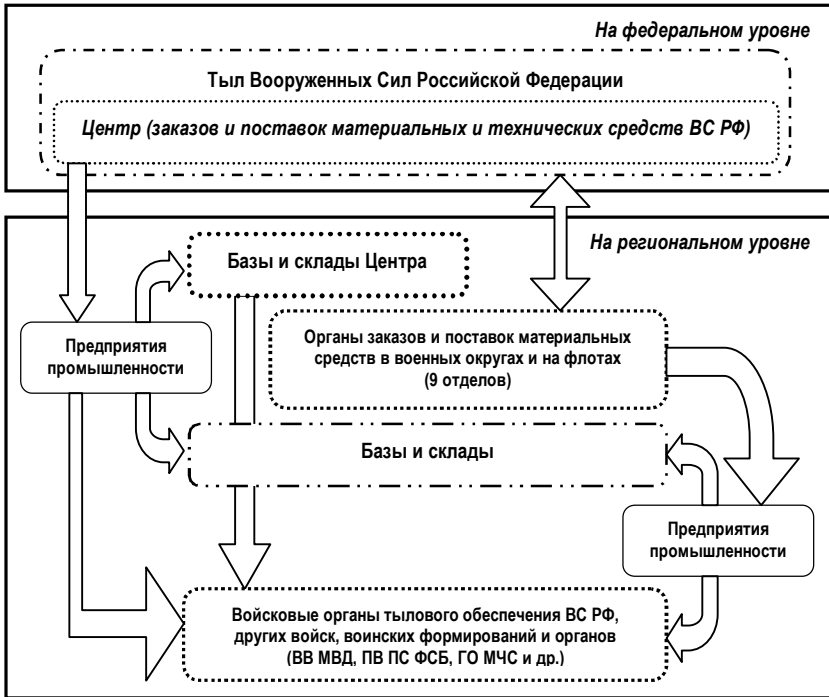 На федеральном уровне
Тыл Вооруженных Сил Российской Федерации
Центр (заказов и поставок материальных и технических средств ВС РФ)
На региональном уровне
Базы и склады Центра
Предприятия
промышленности
Органы заказов и поставок материальных
средств в военных округах и на флотах
(9 отделов)
Базы и склады
Предприятия
промышленности
Войсковые органы тылового обеспечения ВС РФ,
других войск, воинских формирований и органов
(ВВ МВД, ПВ ПС ФСБ, ГО МЧС и др.)